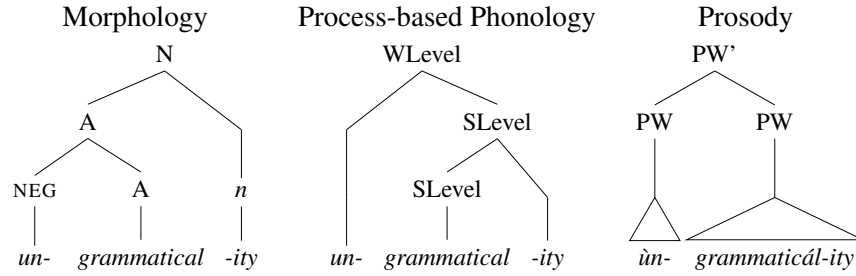 Morphology Process-based Phonology Prosody
N WLevel PW'
A SLevel PW PW
NEG A n SLevel
un- grammatical -ity un- grammatical -ity ùn- grammaticál-ity